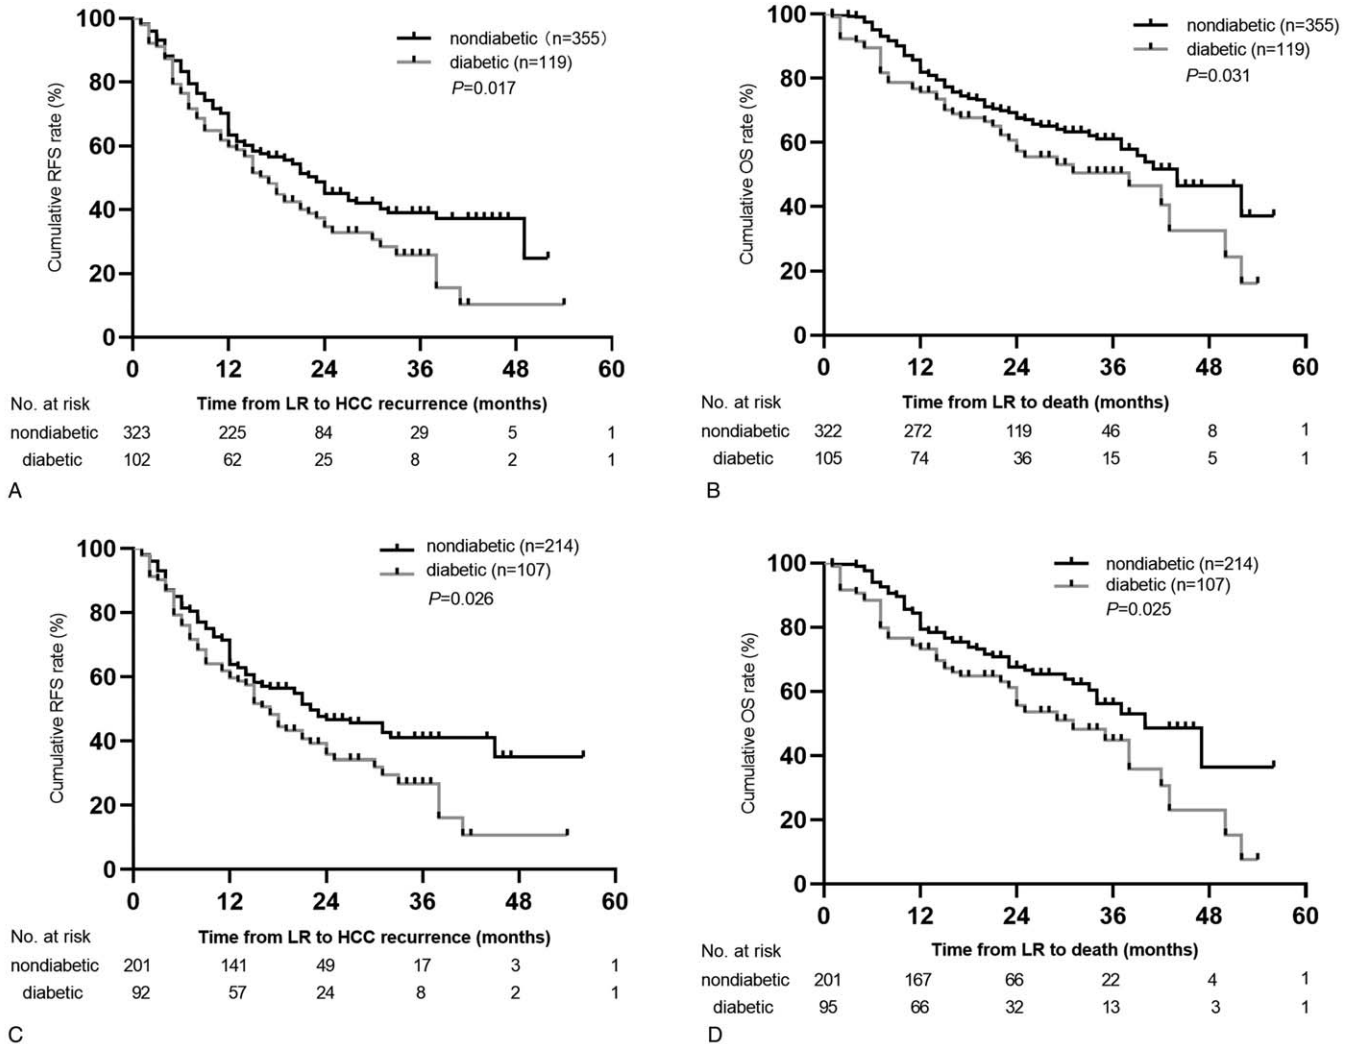 100
80
60
40
20
0
Cumulative RFS rate (%)
nondiabetic (n=355)
diabetic (n=119)
P=0.017
0 12 24 36 48 60
No. at risk Time from LR to HCC recurrence (months)
nondiabetic 323 225 84 29 5 1
diabetic 102 62 25 8 2 1
A
100
80
60
40
20
0
Cumulative OS rate (%)
nondiabetic (n=355)
diabetic (n=119)
P=0.031
0 12 24 36 48 60
No. at risk Time from LR to death (months)
nondiabetic 322 272 119 46 8 1
diabetic 105 74 36 15 5 1
B
100
80
60
40
20
0
Cumulative RFS rate (%)
nondiabetic (n=214)
diabetic (n=107)
P=0.026
0 12 24 36 48 60
No. at risk Time from LR to HCC recurrence (months)
nondiabetic 201 141 49 17 3 1
diabetic 92 57 24 8 2 1
C
100
80
60
40
20
0
Cumulative OS rate (%)
nondiabetic (n=214)
diabetic (n=107)
P=0.025
0 12 24 36 48 60
No. at risk Time from LR to death (months)
nondiabetic 201 167 66 22 4 1
diabetic 95 66 32 13 3 1
D